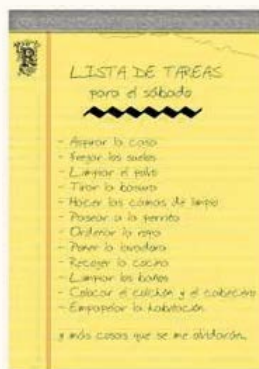 R
LISTA DE TAREAS
para el sábado
- Aspirar la casa
- Fregar los suelos
- Limpiar el polvo
- Tirar la basura
- Hacer las camas de limpio
- Pasear a la perrita
- Ordenar la ropa
- Poner la lavadora
- Recoger la cocina
- Limpiar los baños
- Colocar el colchón y el cabecero
- Empapelar la habitación
y más cosas que se me olvidarán...